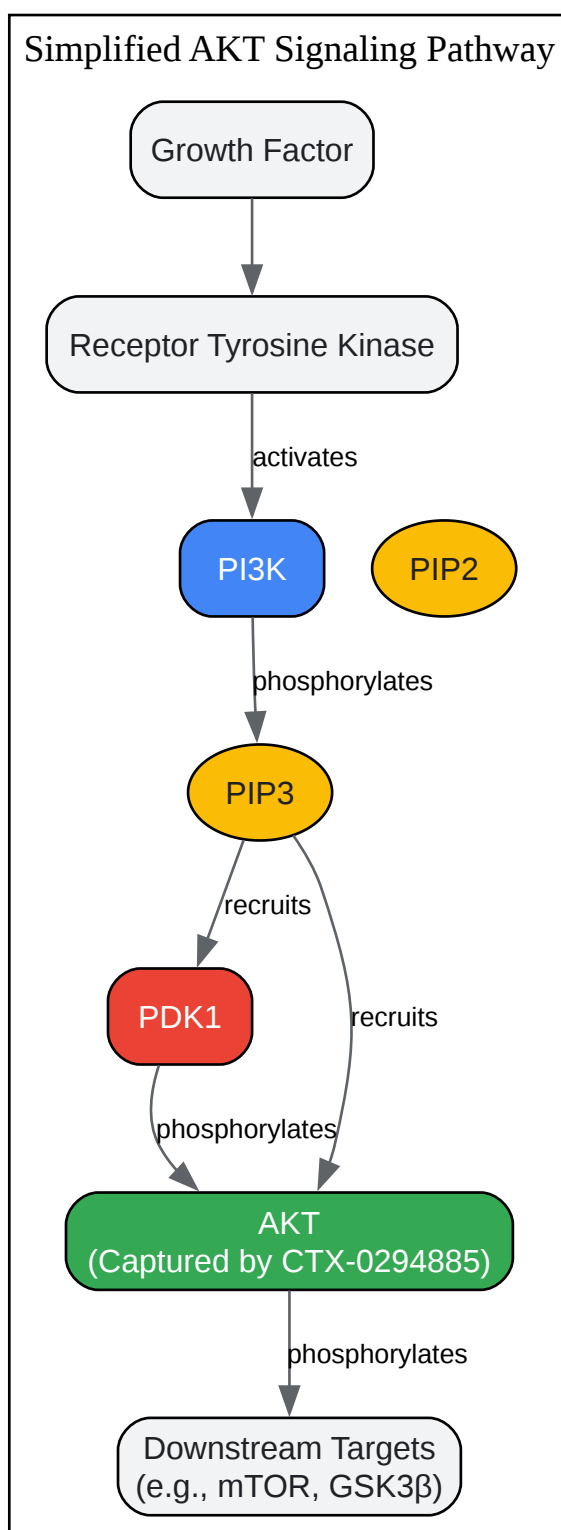 Simplified AKT Signaling Pathway
Growth Factor
Receptor Tyrosine Kinase
activates
PI3K
PIP2
phosphorylates
PIP3
recruits
PDK1
recruits
phosphorylates
AKT
(Captured by CTX-0294885)
phosphorylates
Downstream Targets
(e.g., mTOR, GSK3β)